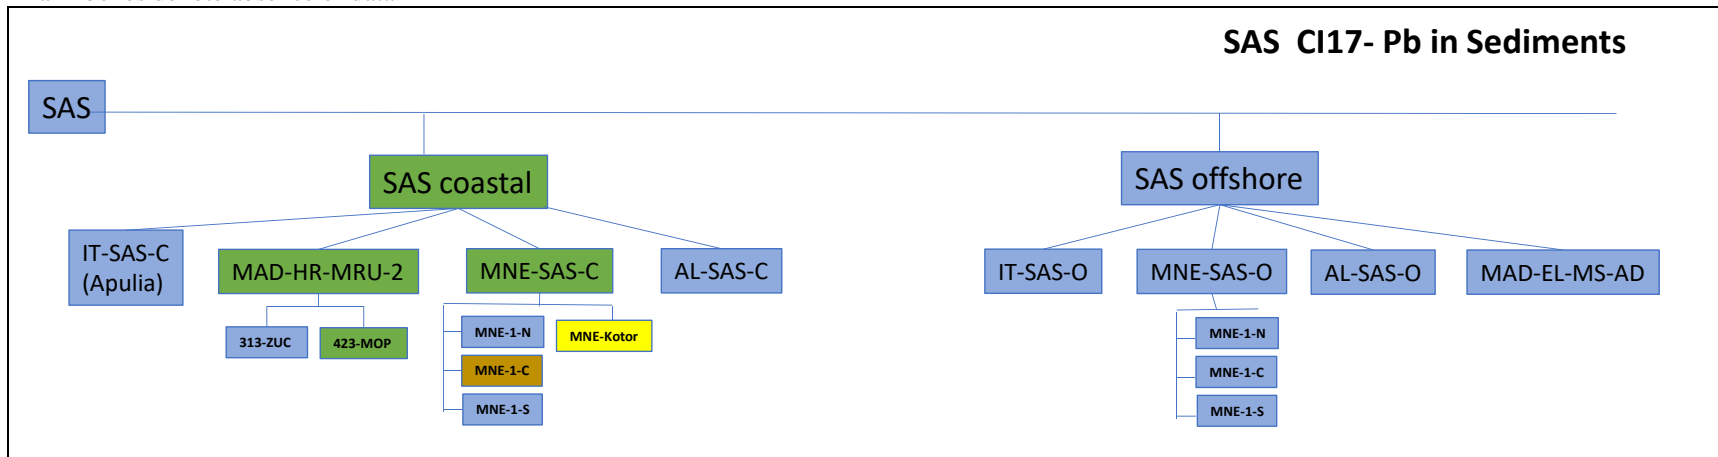 SAS CI17- Pb in Sediments
SAS
SAS coastal
SAS offshore
IT-SAS-C
(Apulia)
MAD-HR-MRU-2
MNE-SAS-C
AL-SAS-C
IT-SAS-O
MNE-SAS-O
AL-SAS-O
MAD-EL-MS-AD
313-ZUC
423-MOP
MNE-1-N
MNE-Kotor
MNE-1-C
MNE-1-S
MNE-1-N
MNE-1-C
MNE-1-S